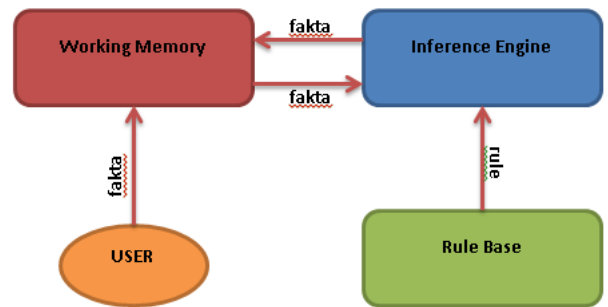 fakta
Working Memory
Inference Engine
fakta
fakta
rule
USER
Rule Base